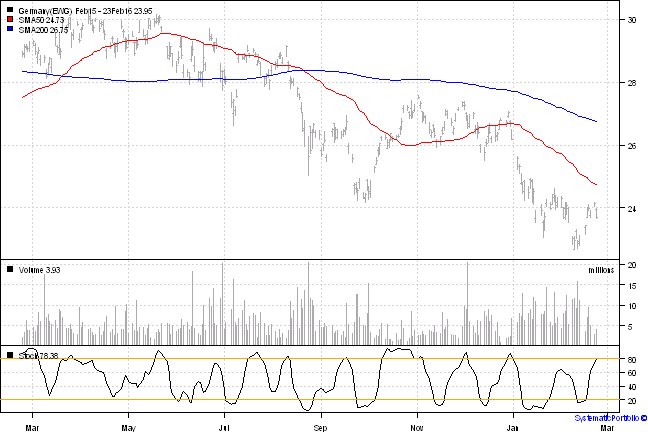 Germany(EWG) Feb15 - 23Feb16 23.95
SMA50 24.73
SMA200 26.75
30
28
26
24
Volume 3.93
millions
20
15
10
5
Stoch 78.38
80
60
40
20
SystematicPortfolio ©
Mar May Jul Sep Nov Jan Mar